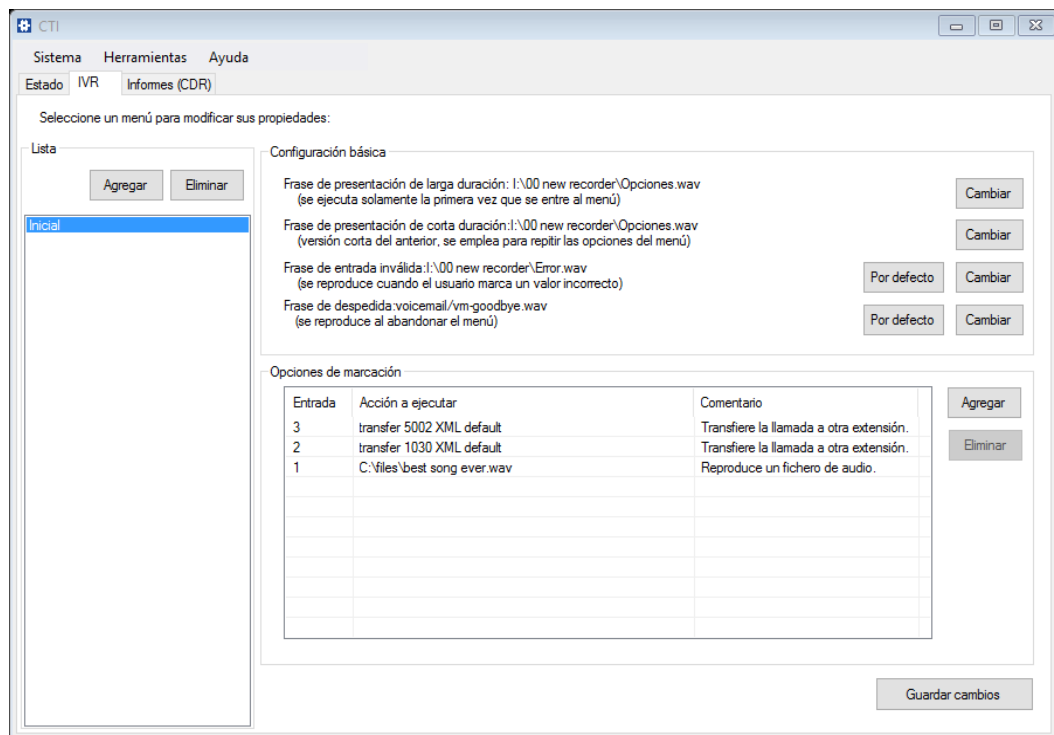 CTI
Sistema Herramientas Ayuda
Estado IVR Informes (CDR)
Seleccione un menú para modificar sus propiedades:
Lista
Agregar Eliminar
Inicial
Configuración básica
Frase de presentación de larga duración: I:\00 new recorder\Opciones.wav
(se ejecuta solamente la primera vez que se entre al menú)
Cambiar
Frase de presentación de corta duración:I:\00 new recorder\Opciones.wav
(versión corta del anterior, se emplea para repitir las opciones del menú)
Cambiar
Frase de entrada inválida:I:\00 new recorder\Error.wav
(se reproduce cuando el usuario marca un valor incorrecto)
Por defecto Cambiar
Frase de despedida:voicemail/vm-goodbye.wav
(se reproduce al abandonar el menú)
Por defecto Cambiar
Opciones de marcación
Entrada Acción a ejecutar Comentario
3 transfer 5002 XML default Transfiere la llamada a otra extensión.
2 transfer 1030 XML default Transfiere la llamada a otra extensión.
1 C:\files\best song ever.wav Reproduce un fichero de audio.
Agregar
Eliminar
Guardar cambios